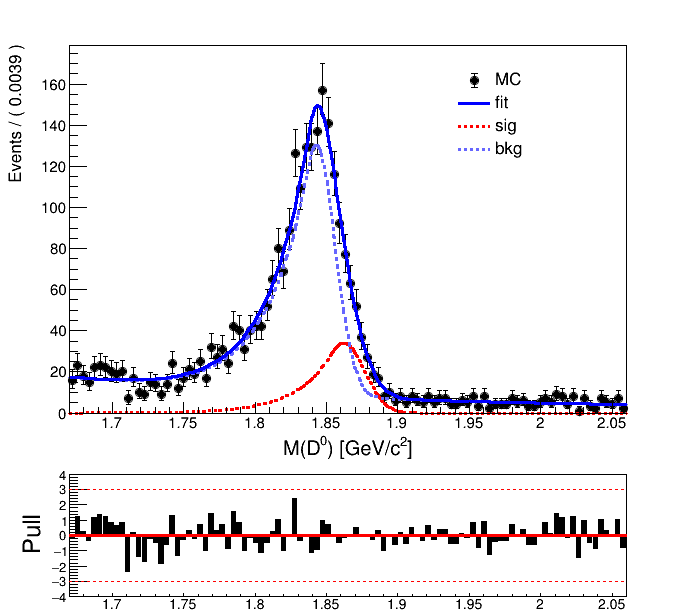 Events / ( 0.0039 )
160
140
120
100
80
60
40
20
0
MC
fit
sig
bkg
1.7 1.75 1.8 1.85 1.9 1.95 2 2.05
M(D⁰) [GeV/c²]
Pull
4
3
2
1
0
−1
−2
−3
−4
1.7 1.75 1.8 1.85 1.9 1.95 2 2.05